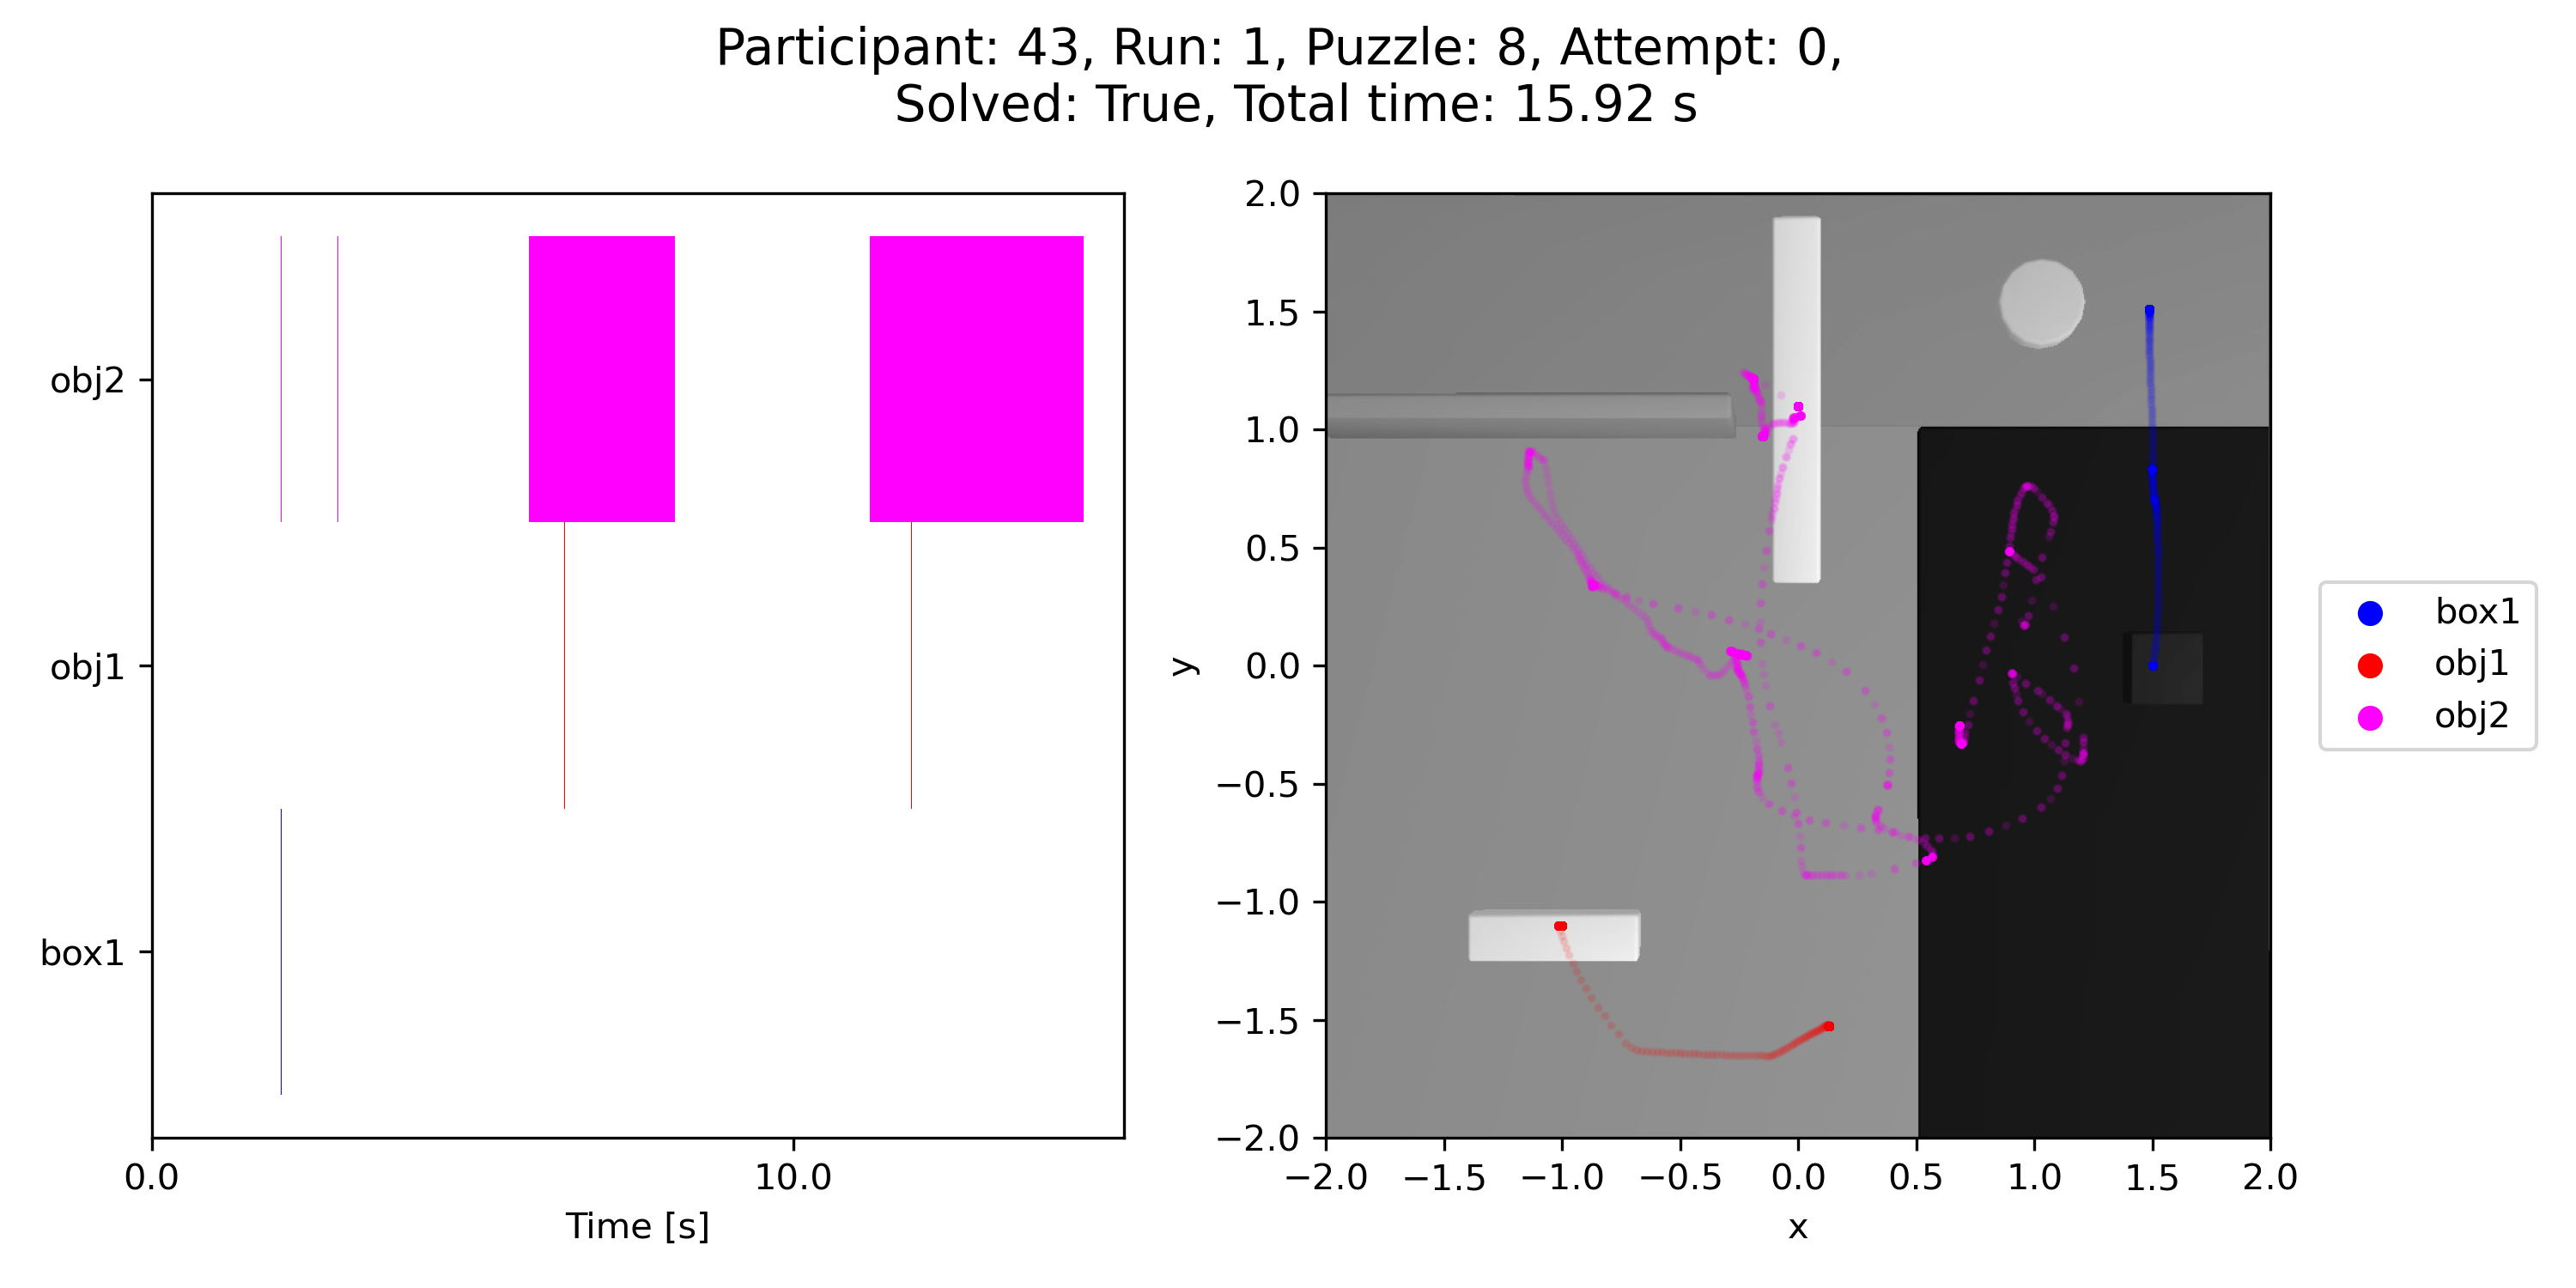 Participant: 43, Run: 1, Puzzle: 8, Attempt: 0,
Solved: True, Total time: 15.92 s
obj2
obj1
box1
0.0
10.0
Time [s]
2.0
1.5
1.0
0.5
0.0
−0.5
−1.0
−1.5
−2.0
y
−2.0
−1.5
−1.0
−0.5
0.0
0.5
1.0
1.5
2.0
x
box1
obj1
obj2